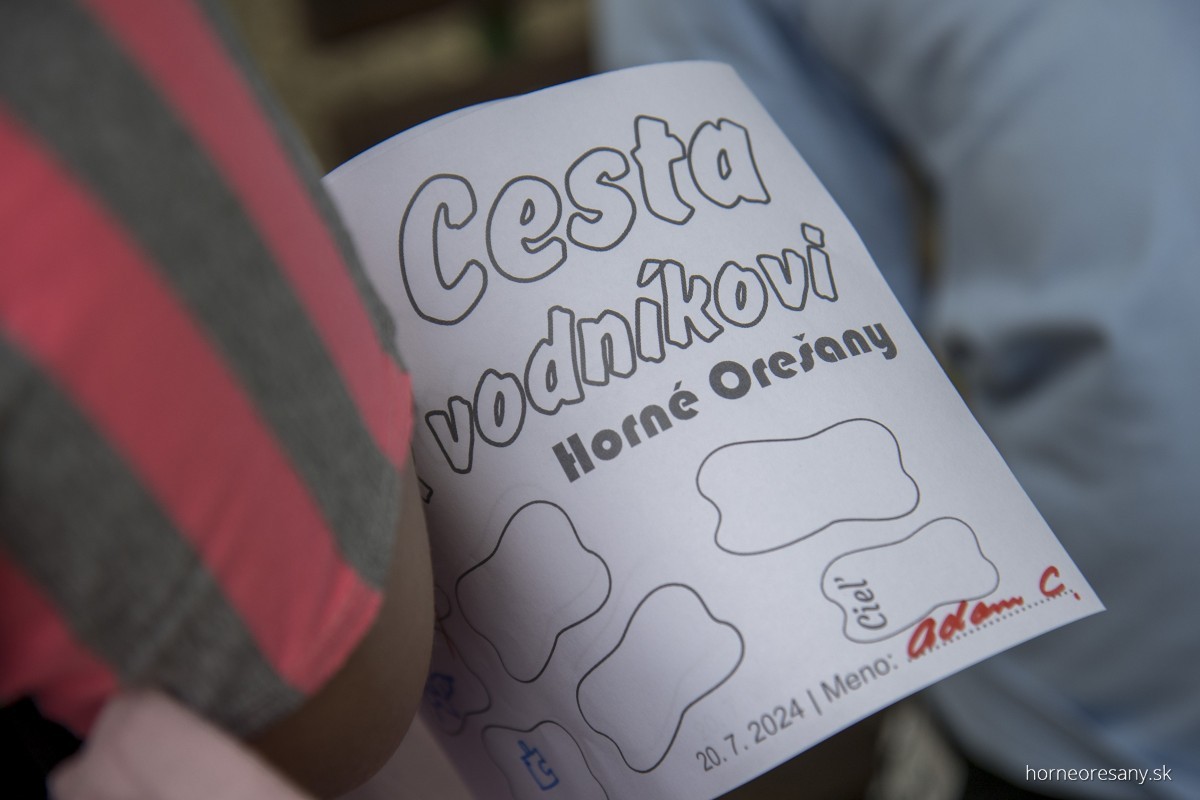 Cesta
vodníkovi
Horné Orešany
Cieľ
20. 7. 2024 | Meno: Adam C.
horneoresany.sk